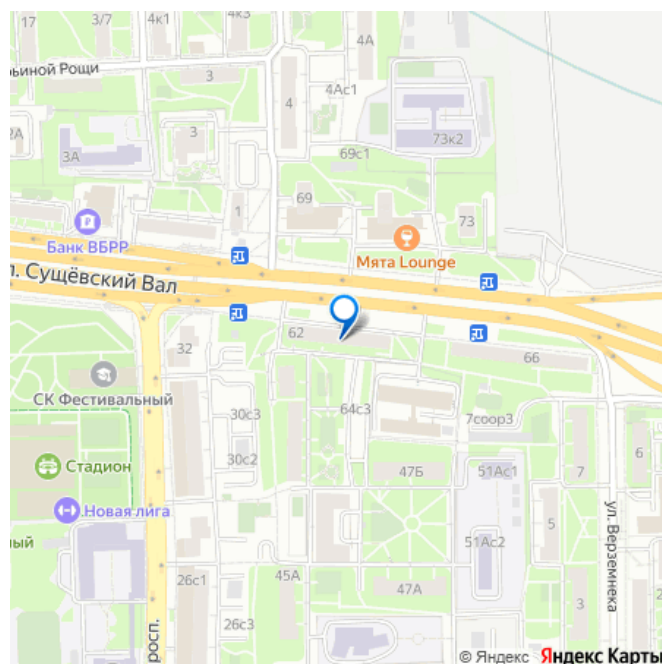 3/17
4к1
4к3
4А
ьиной Рощи
3
4
4Ас1
2А
3А
3
73к2
69с1
69
1
73
Банк ВБРР
Мята Lounge
л. Сущёвский Вал
62
32
66
СК Фестивальный
30с3
64с3
7соор3
30с2
Стадион
47Б
51Ас1
7
6
Новая лига
5
ный
51Ас2
ул. Верземнека
26с1
45А
47А
3
26с3
просп.
© Яндекс Яндекс Карты